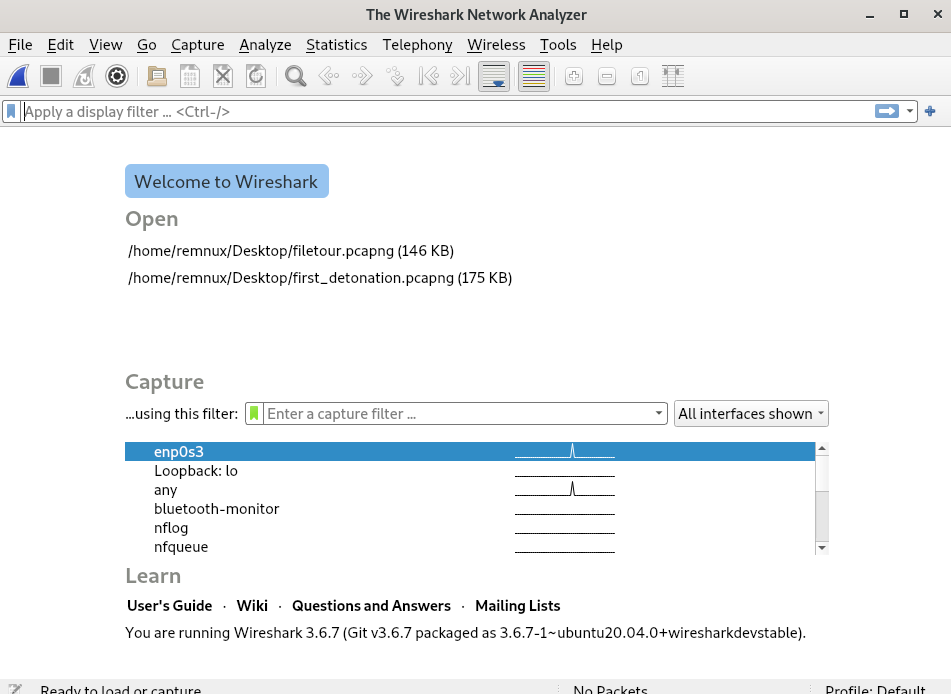 The Wireshark Network Analyzer
File Edit View Go Capture Analyze Statistics Telephony Wireless Tools Help
Apply a display filter ... <Ctrl-/>
Welcome to Wireshark
Open
/home/remnux/Desktop/filetour.pcapng (146 KB)
/home/remnux/Desktop/first_detonation.pcapng (175 KB)
Capture
...using this filter: Enter a capture filter ... All interfaces shown
enp0s3
Loopback: lo
any
bluetooth-monitor
nflog
nfqueue
Learn
User's Guide · Wiki · Questions and Answers · Mailing Lists
You are running Wireshark 3.6.7 (Git v3.6.7 packaged as 3.6.7-1~ubuntu20.04.0+wiresharkdevstable).
Ready to load or capture No Packets Profile: Default